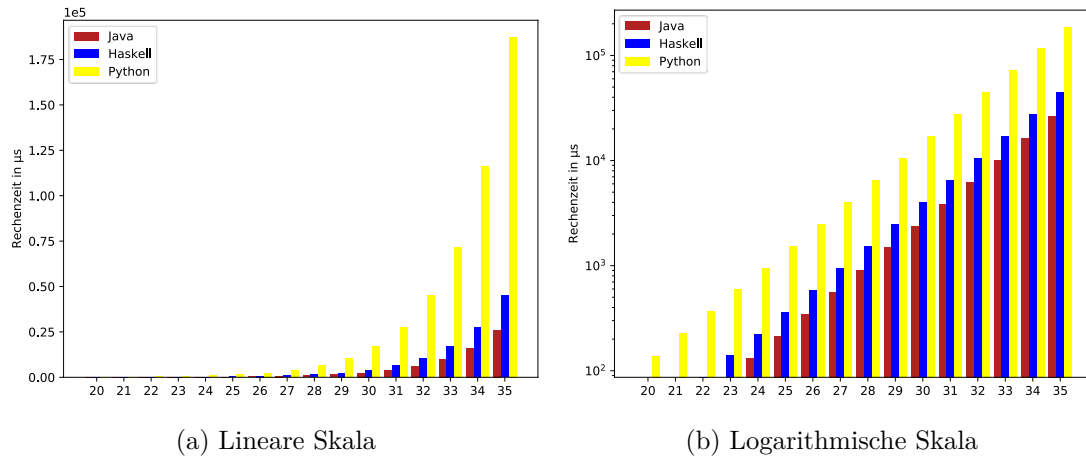 1e5
Java
Haskell
Python
Rechenzeit in µs
1.75
1.50
1.25
1.00
0.75
0.50
0.25
0.00
20 21 22 23 24 25 26 27 28 29 30 31 32 33 34 35
(a) Lineare Skala
Java
Haskell
Python
Rechenzeit in µs
10⁵
10⁴
10³
10²
20 21 22 23 24 25 26 27 28 29 30 31 32 33 34 35
(b) Logarithmische Skala